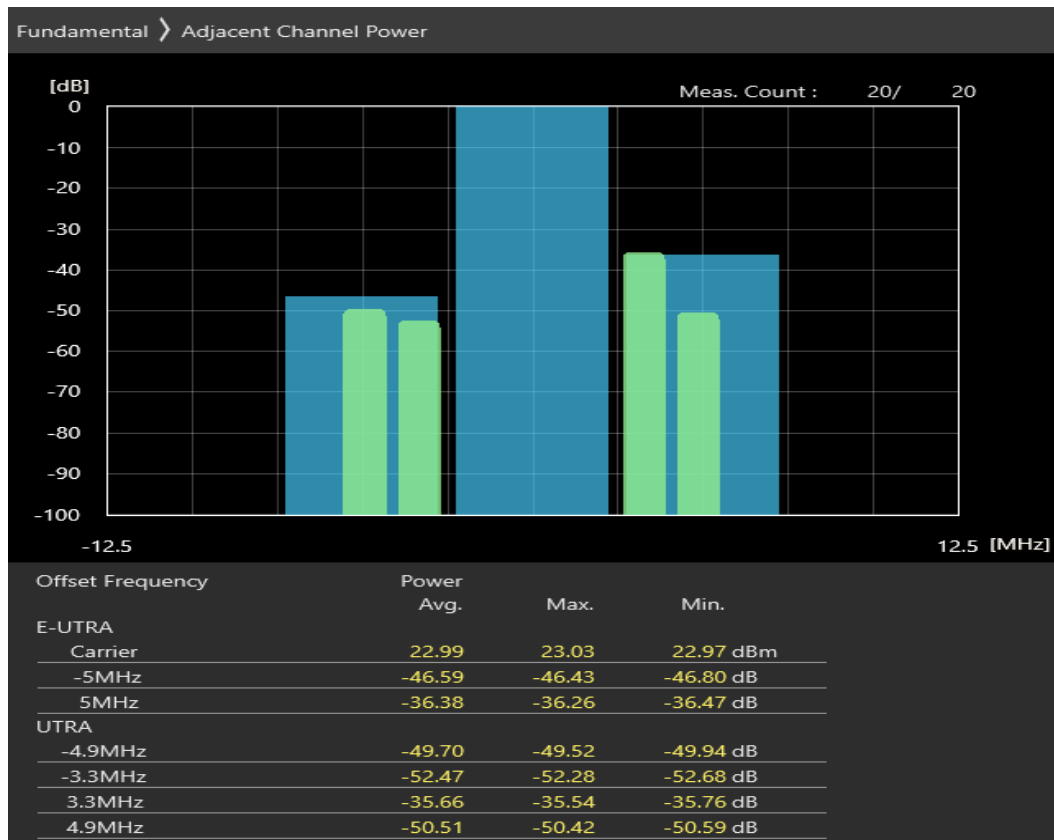 Fundamental 〉 Adjacent Channel Power
[dB]
Meas. Count : 20/ 20
0
-10
-20
-30
-40
-50
-60
-70
-80
-90
-100
-12.5 12.5 [MHz]
Offset Frequency Power
Avg. Max. Min.
E-UTRA
Carrier 22.99 23.03 22.97 dBm
-5MHz -46.59 -46.43 -46.80 dB
5MHz -36.38 -36.26 -36.47 dB
UTRA
-4.9MHz -49.70 -49.52 -49.94 dB
-3.3MHz -52.47 -52.28 -52.68 dB
3.3MHz -35.66 -35.54 -35.76 dB
4.9MHz -50.51 -50.42 -50.59 dB